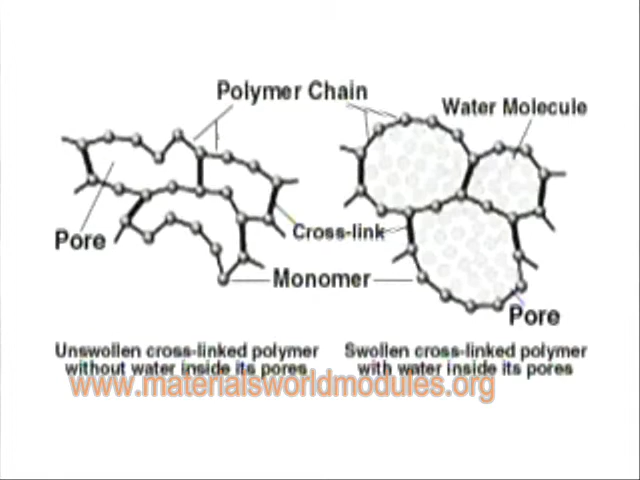 Polymer Chain
Water Molecule
Pore
Cross-link
Monomer
Pore
Unswollen cross-linked polymer
without water inside its pores
Swollen cross-linked polymer
with water inside its pores
www.materialsworldmodules.org